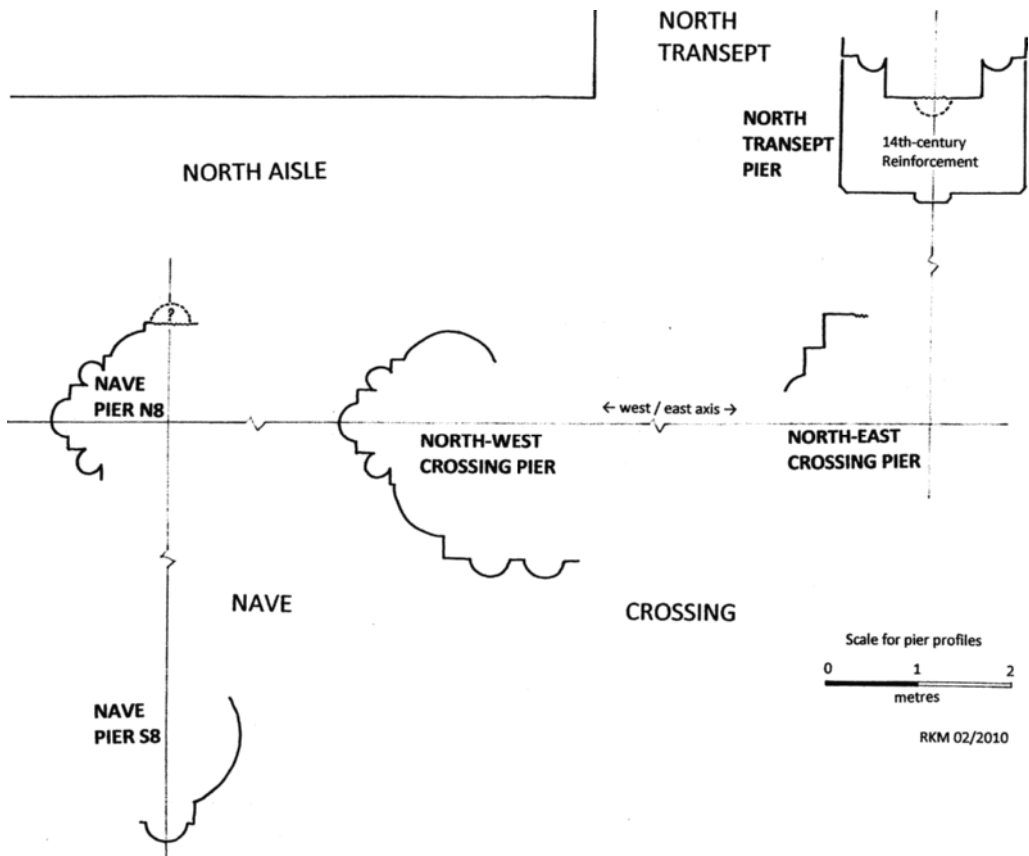 NORTH
TRANSEPT
NORTH
TRANSEPT
PIER
14th-century
Reinforcement
NORTH AISLE
?
NAVE
PIER N8
← west / east axis →
NORTH-WEST
CROSSING PIER
NORTH-EAST
CROSSING PIER
NAVE
CROSSING
Scale for pier profiles
0 1 2
metres
NAVE
PIER S8
RKM 02/2010